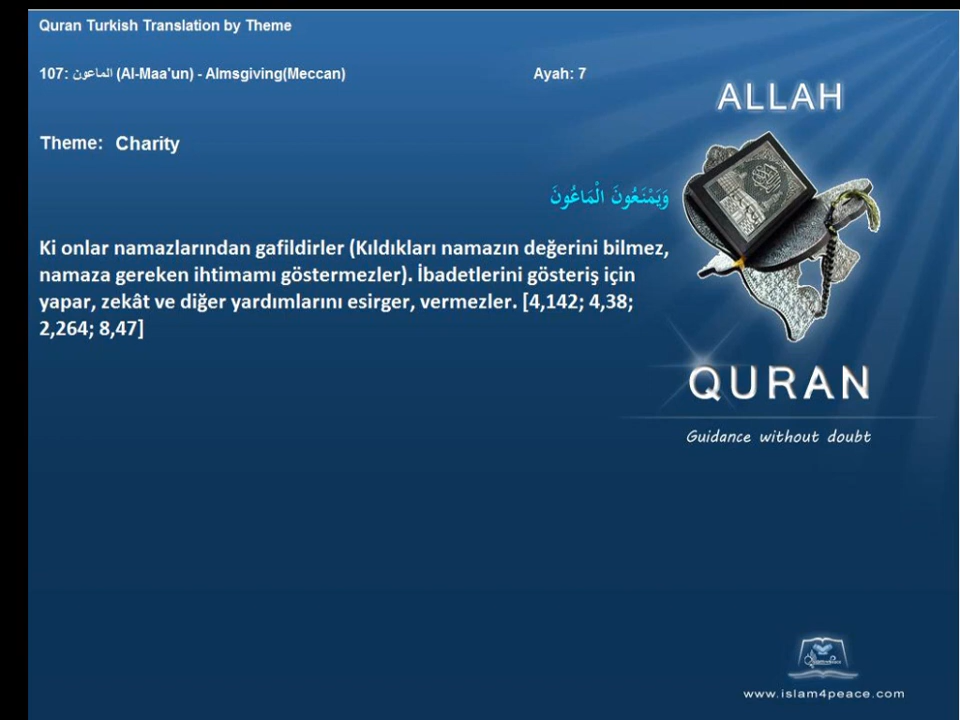 Quran Turkish Translation by Theme
107: الماعون (Al-Maa'un) - Almsgiving(Meccan) Ayah: 7
ALLAH
Theme: Charity
وَيَمْنَعُونَ الْمَاعُونَ
Ki onlar namazlarından gafildirler (Kıldıkları namazın değerini bilmez,
namaza gereken ihtimamı göstermezler). İbadetlerini gösteriş için
yapar, zekât ve diğer yardımlarını esirger, vermezler. [4,142; 4,38;
2,264; 8,47]
QURAN
Guidance without doubt
www.islam4peace.com